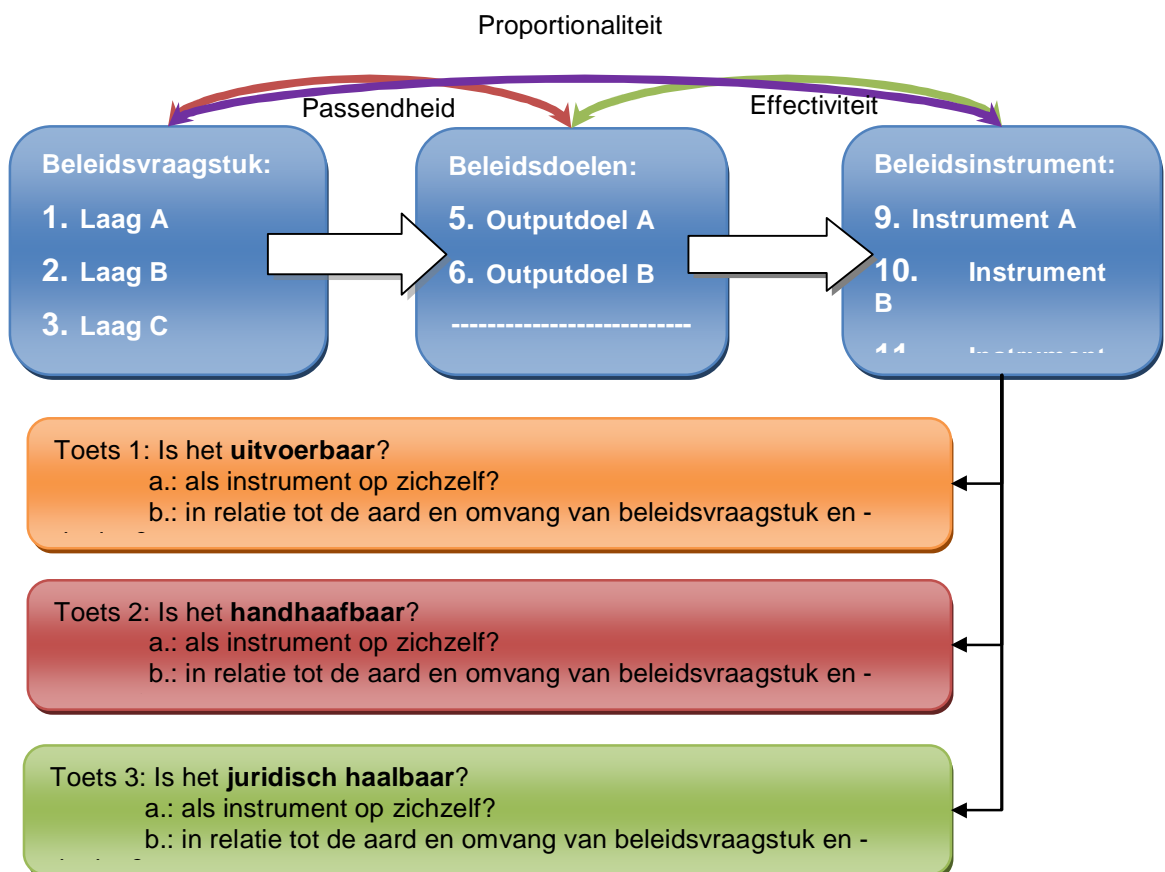 Proportionaliteit
Passendheid
Effectiviteit
Beleidsvraagstuk:
1. Laag A
2. Laag B
3. Laag C
Beleidsdoelen:
5. Outputdoel A
6. Outputdoel B
---------------------------
Beleidsinstrument:
9. Instrument A
10. Instrument
B
11. Instrument
Toets 1: Is het uitvoerbaar?
a.: als instrument op zichzelf?
b.: in relatie tot de aard en omvang van beleidsvraagstuk en -
Toets 2: Is het handhaafbaar?
a.: als instrument op zichzelf?
b.: in relatie tot de aard en omvang van beleidsvraagstuk en -
Toets 3: Is het juridisch haalbaar?
a.: als instrument op zichzelf?
b.: in relatie tot de aard en omvang van beleidsvraagstuk en -